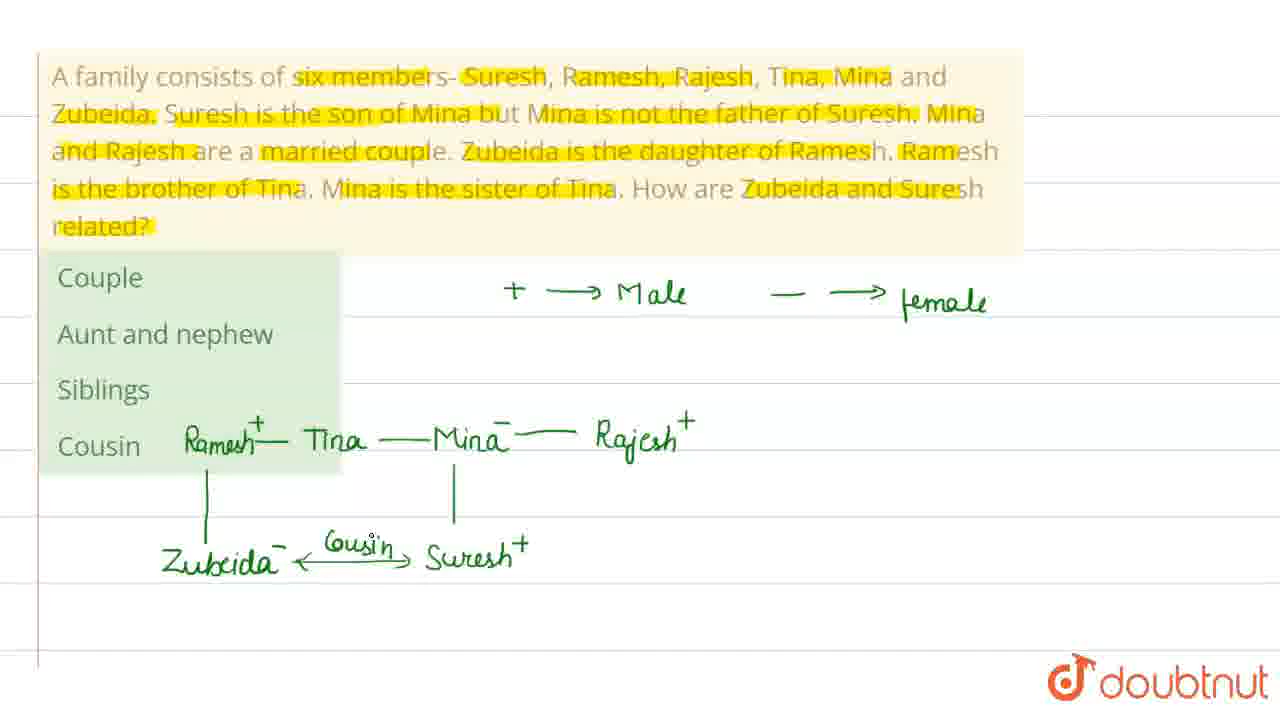 A family consists of six members- Suresh, Ramesh, Rajesh, Tina, Mina and
Zubeida. Suresh is the son of Mina but Mina is not the father of Suresh. Mina
and Rajesh are a married couple. Zubeida is the daughter of Ramesh. Ramesh
is the brother of Tina. Mina is the sister of Tina. How are Zubeida and Suresh
related?
Couple
+ → Male — → female
Aunt and nephew
Siblings
Cousin
Ramesh+ — Tina — Mina− — Rajesh+
Cousin
Zubeida− ↔ Suresh+
doubtnut